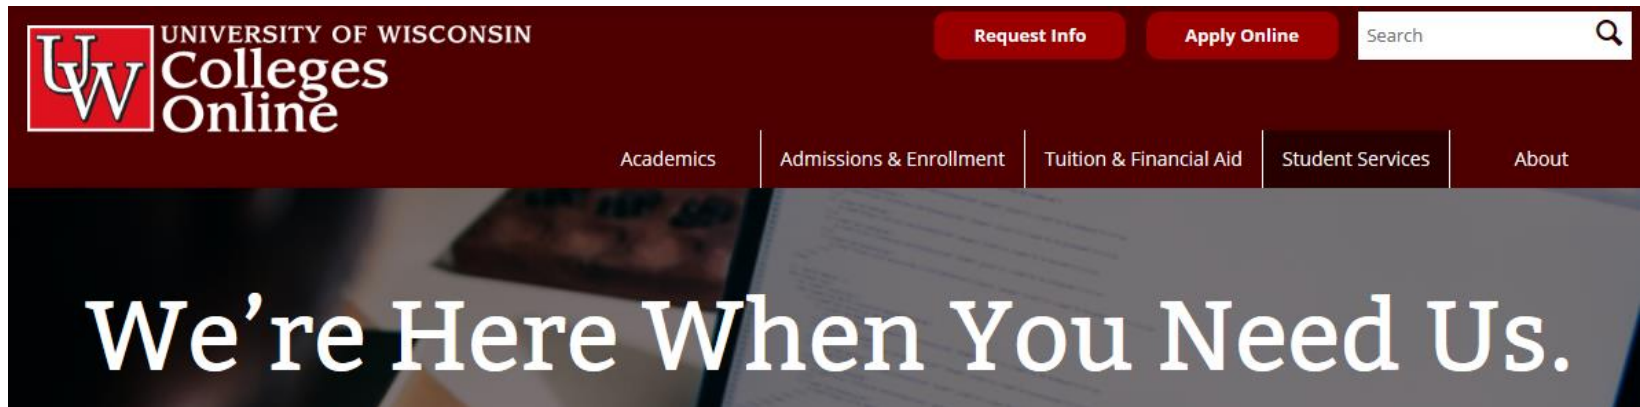 UW
UNIVERSITY OF WISCONSIN
Colleges
Online
Request Info
Apply Online
Search
Academics
Admissions & Enrollment
Tuition & Financial Aid
Student Services
About
We’re Here When You Need Us.